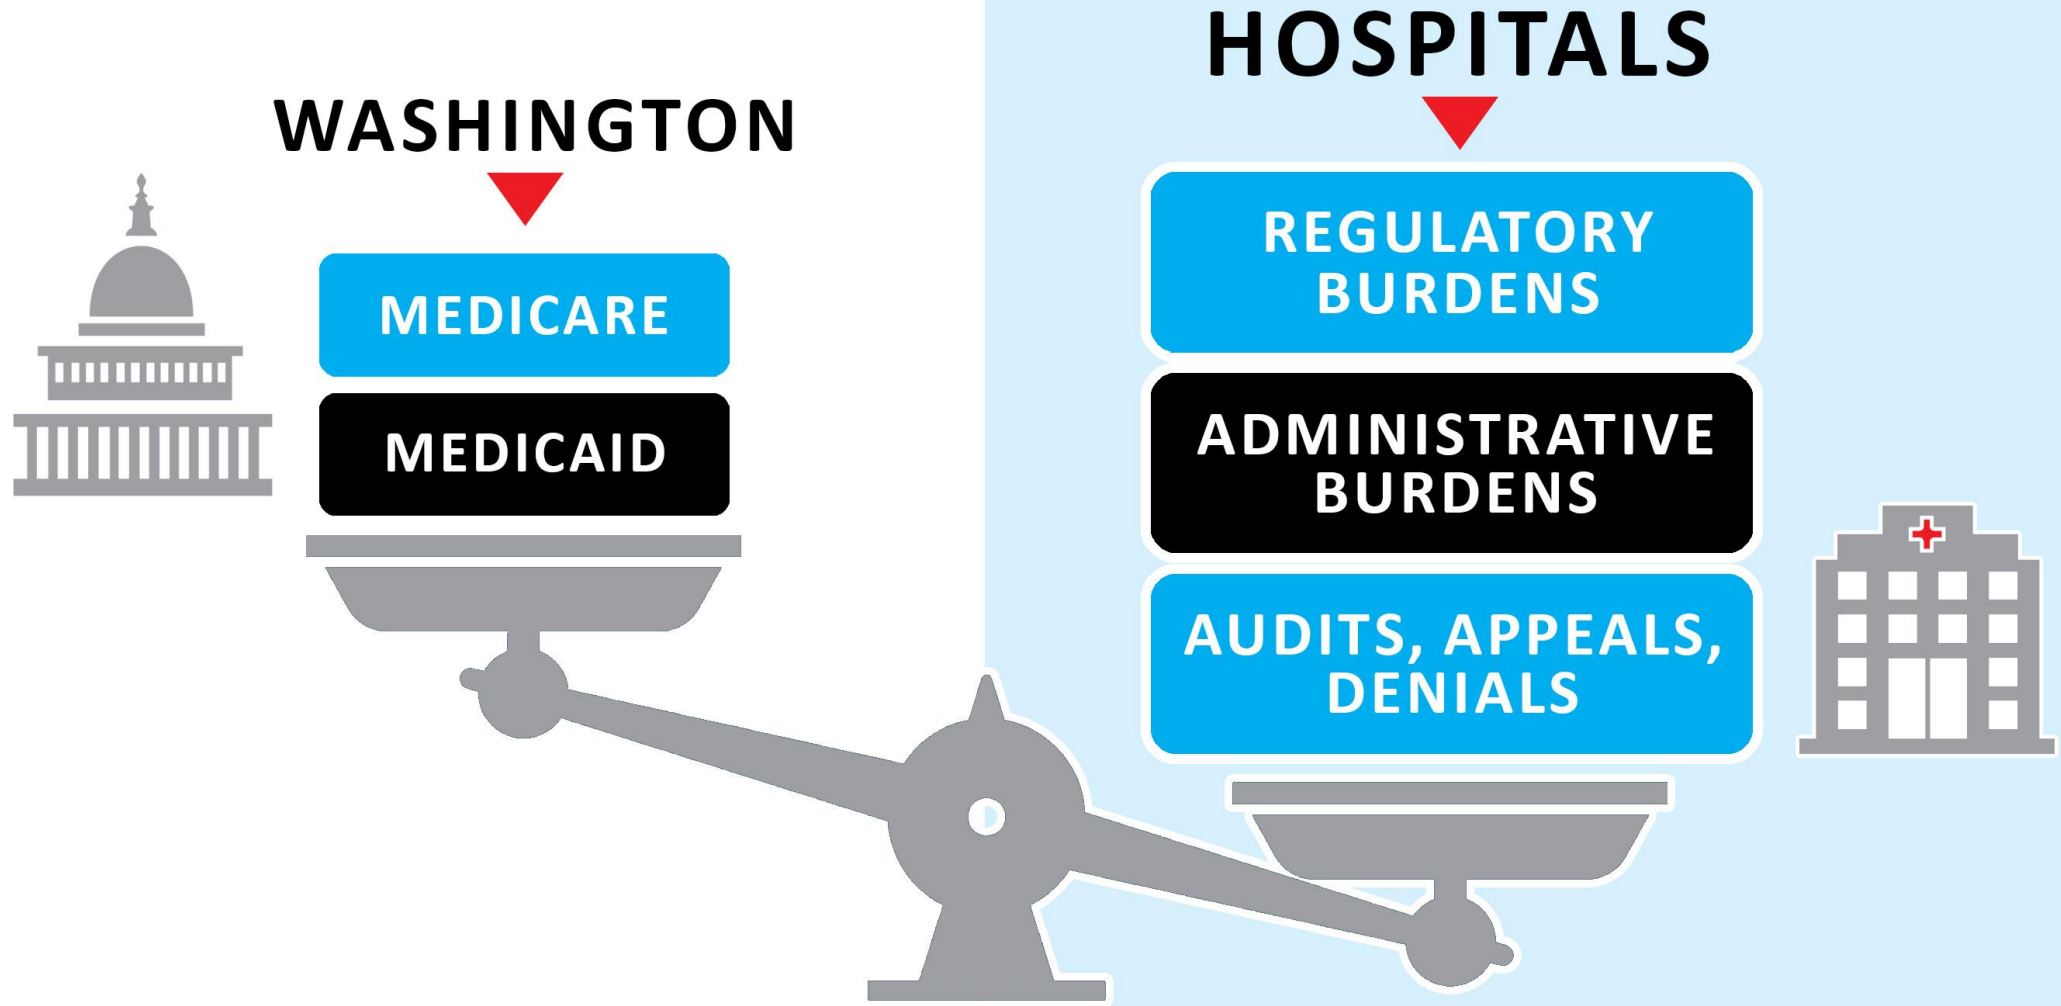 WASHINGTON
MEDICARE
MEDICAID
HOSPITALS
REGULATORY
BURDENS
ADMINISTRATIVE
BURDENS
AUDITS, APPEALS,
DENIALS